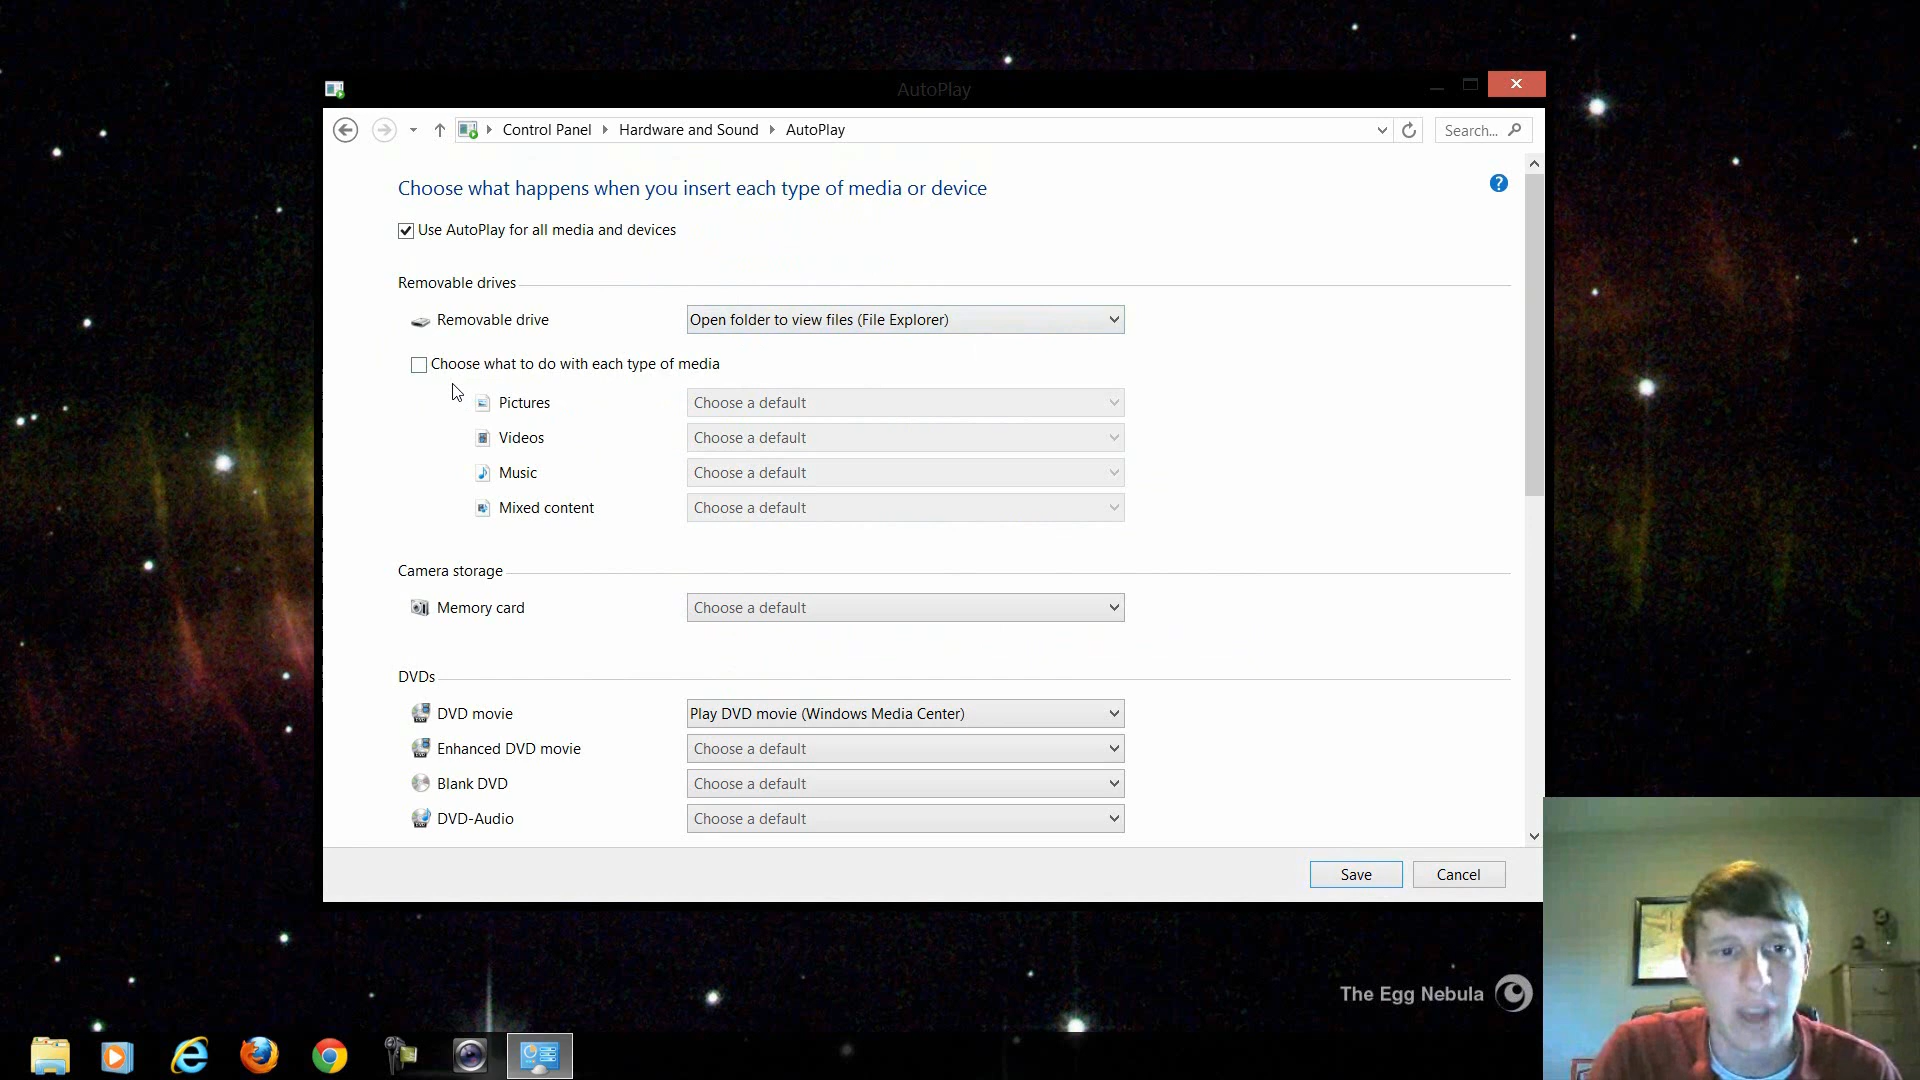 AutoPlay
Control Panel Hardware and Sound AutoPlay
Search...
Choose what happens when you insert each type of media or device
?
Use AutoPlay for all media and devices
Removable drives
Removable drive Open folder to view files (File Explorer)
Choose what to do with each type of media
Pictures Choose a default
Videos Choose a default
Music Choose a default
Mixed content Choose a default
Camera storage
Memory card Choose a default
DVDs
DVD movie Play DVD movie (Windows Media Center)
Enhanced DVD movie Choose a default
Blank DVD Choose a default
DVD-Audio Choose a default
Save Cancel
The Egg Nebula